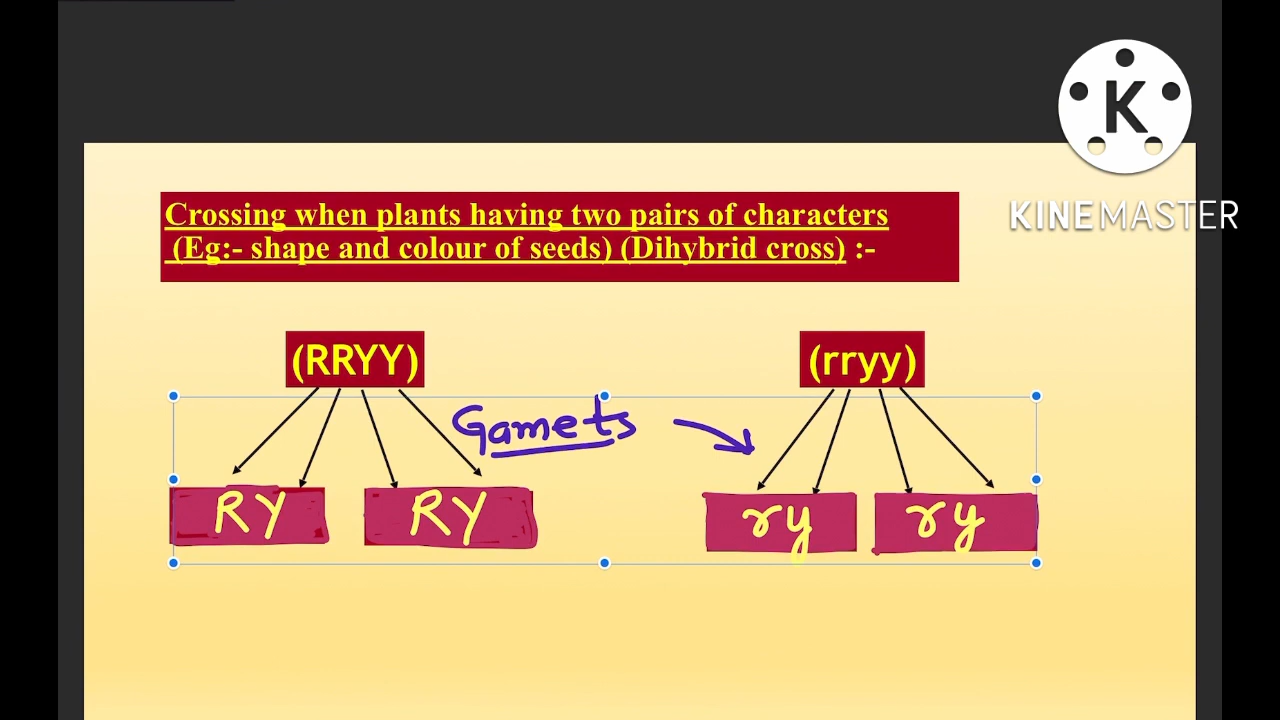 K
KINEMASTER
Crossing when plants having two pairs of characters
(Eg:- shape and colour of seeds) (Dihybrid cross) :-
(RRYY) (rryy)
Gamets
RY RY ry ry